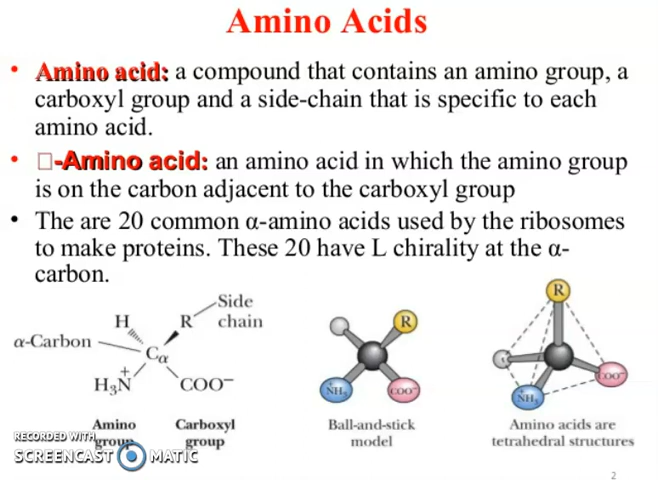 Amino Acids
• Amino acid: a compound that contains an amino group, a
carboxyl group and a side-chain that is specific to each
amino acid.
• □-Amino acid: an amino acid in which the amino group
is on the carbon adjacent to the carboxyl group
• The are 20 common α-amino acids used by the ribosomes
to make proteins. These 20 have L chirality at the α-
carbon.
Side
chain
H
R
α-Carbon
Cα
H₃N⁺
COO⁻
Amino
group
Carboxyl
group
R
NH₃⁺
COO⁻
Ball-and-stick
model
R
COO⁻
NH₃⁺
Amino acids are
tetrahedral structures
RECORDED WITH
SCREENCAST MATIC
2